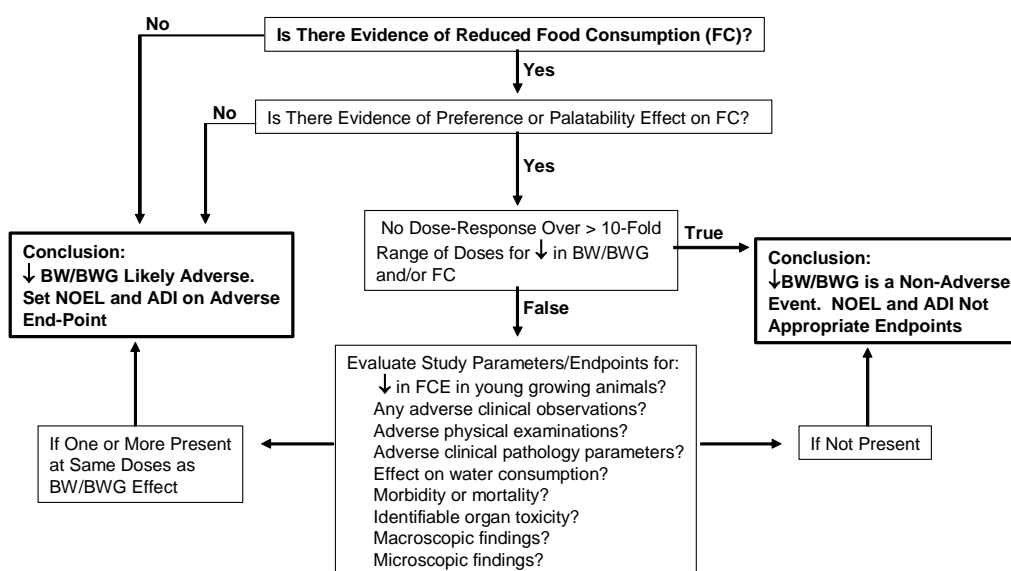 No
Is There Evidence of Reduced Food Consumption (FC)?
Yes
No
Is There Evidence of Preference or Palatability Effect on FC?
Yes
No Dose-Response Over > 10-Fold
Range of Doses for ↓ in BW/BWG
and/or FC
True
False
Conclusion:
↓ BW/BWG Likely Adverse.
Set NOEL and ADI on Adverse
End-Point
Conclusion:
↓BW/BWG is a Non-Adverse
Event. NOEL and ADI Not
Appropriate Endpoints
Evaluate Study Parameters/Endpoints for:
↓ in FCE in young growing animals?
Any adverse clinical observations?
Adverse physical examinations?
Adverse clinical pathology parameters?
Effect on water consumption?
Morbidity or mortality?
Identifiable organ toxicity?
Macroscopic findings?
Microscopic findings?
If One or More Present
at Same Doses as
BW/BWG Effect
If Not Present